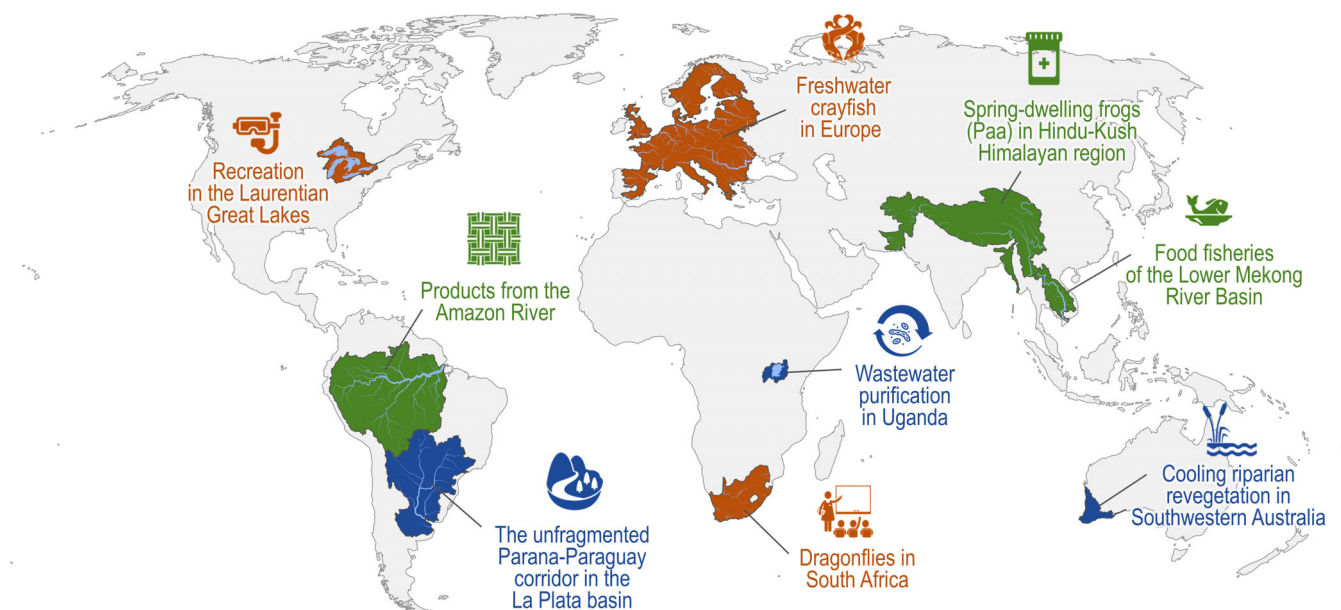 Freshwater
crayfish
in Europe
Spring-dwelling frogs
(Paa) in Hindu-Kush
Himalayan region
Recreation
in the Laurentian
Great Lakes
Food fisheries
of the Lower Mekong
River Basin
Products from the
Amazon River
Wastewater
purification
in Uganda
Cooling riparian
revegetation in
Southwestern Australia
The unfragmented
Parana-Paraguay
corridor in the
La Plata basin
Dragonflies in
South Africa